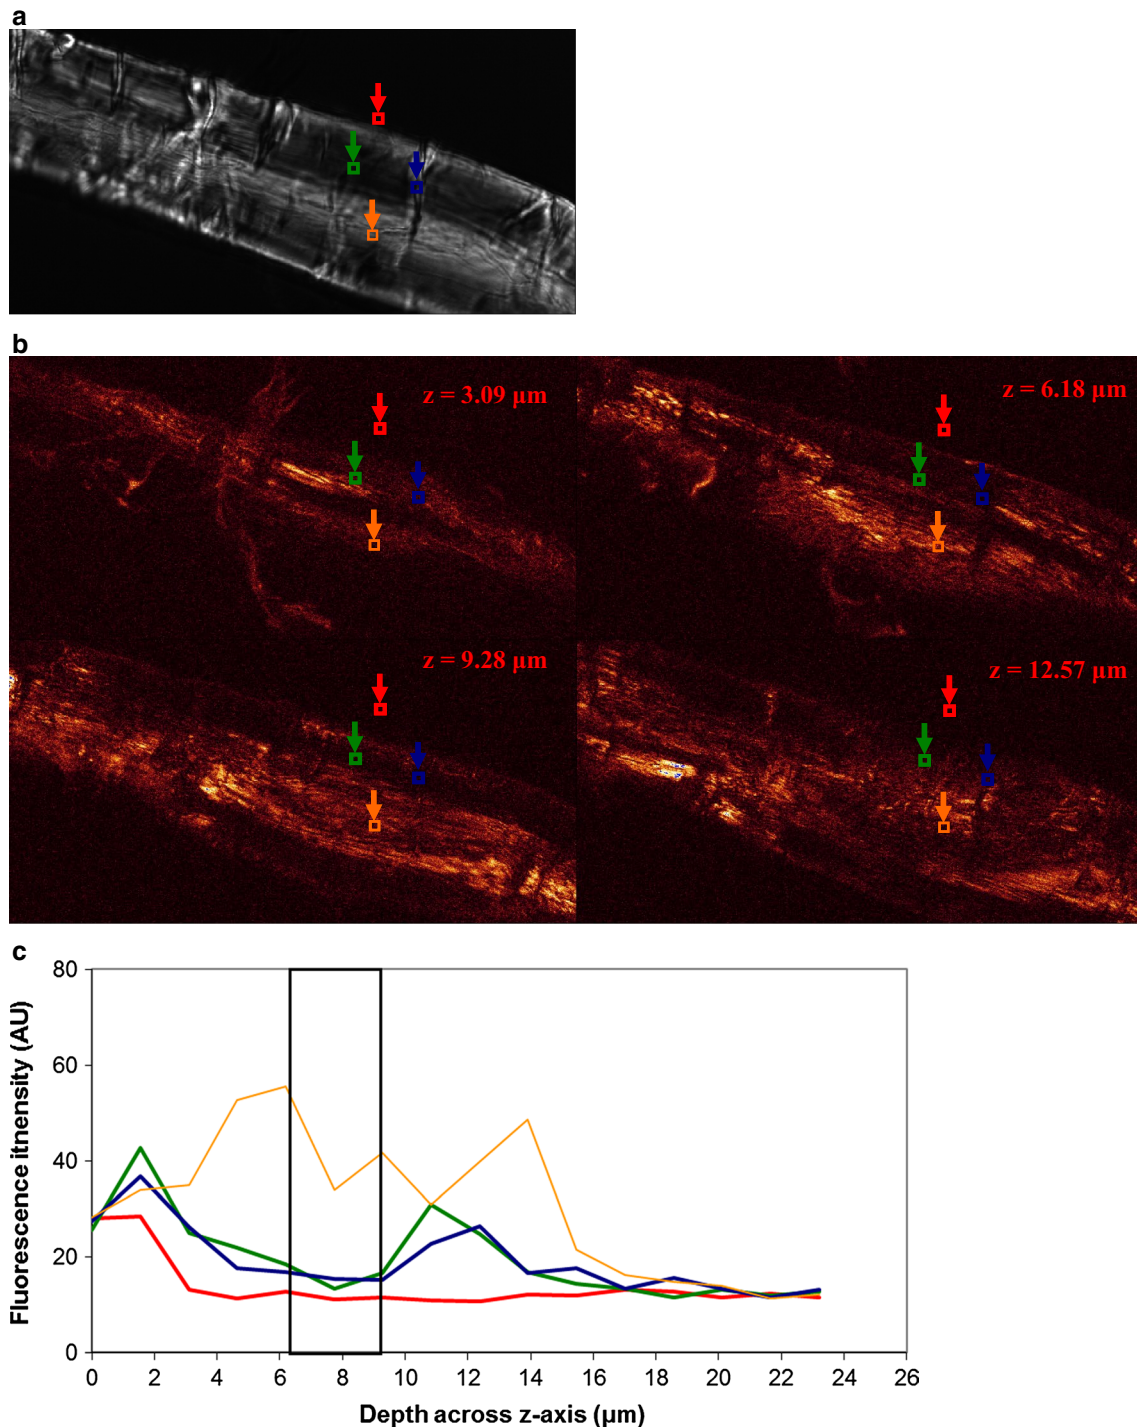 a
b
z = 3.09 µm
z = 6.18 µm
z = 9.28 µm
z = 12.57 µm
c
Fluorescence itnensity (AU)
80
60
40
20
0
0 2 4 6 8 10 12 14 16 18 20 22 24 26
Depth across z-axis (µm)